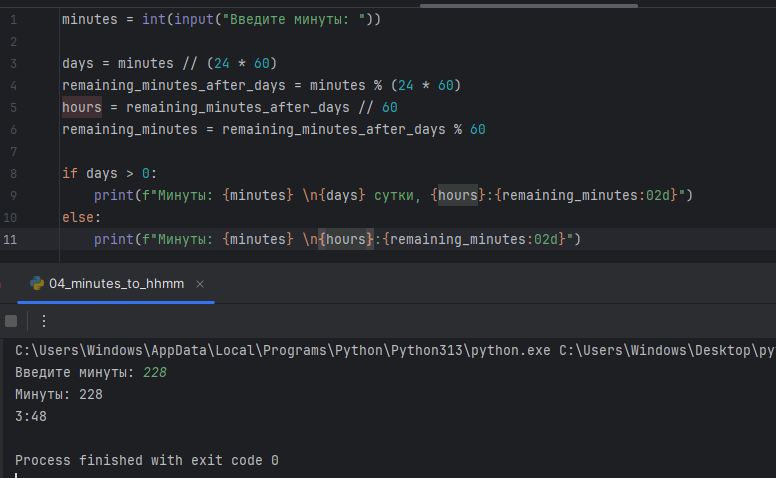 1 minutes = int(input("Введите минуты: "))
2
3 days = minutes // (24 * 60)
4 remaining_minutes_after_days = minutes % (24 * 60)
5 hours = remaining_minutes_after_days // 60
6 remaining_minutes = remaining_minutes_after_days % 60
7
8 if days > 0:
9     print(f"Минуты: {minutes} \n{days} сутки, {hours}:{remaining_minutes:02d}")
10 else:
11     print(f"Минуты: {minutes} \n{hours}:{remaining_minutes:02d}")
04_minutes_to_hhmm ×
C:\Users\Windows\AppData\Local\Programs\Python\Python313\python.exe C:\Users\Windows\Desktop\py
Введите минуты: 228
Минуты: 228
3:48
Process finished with exit code 0